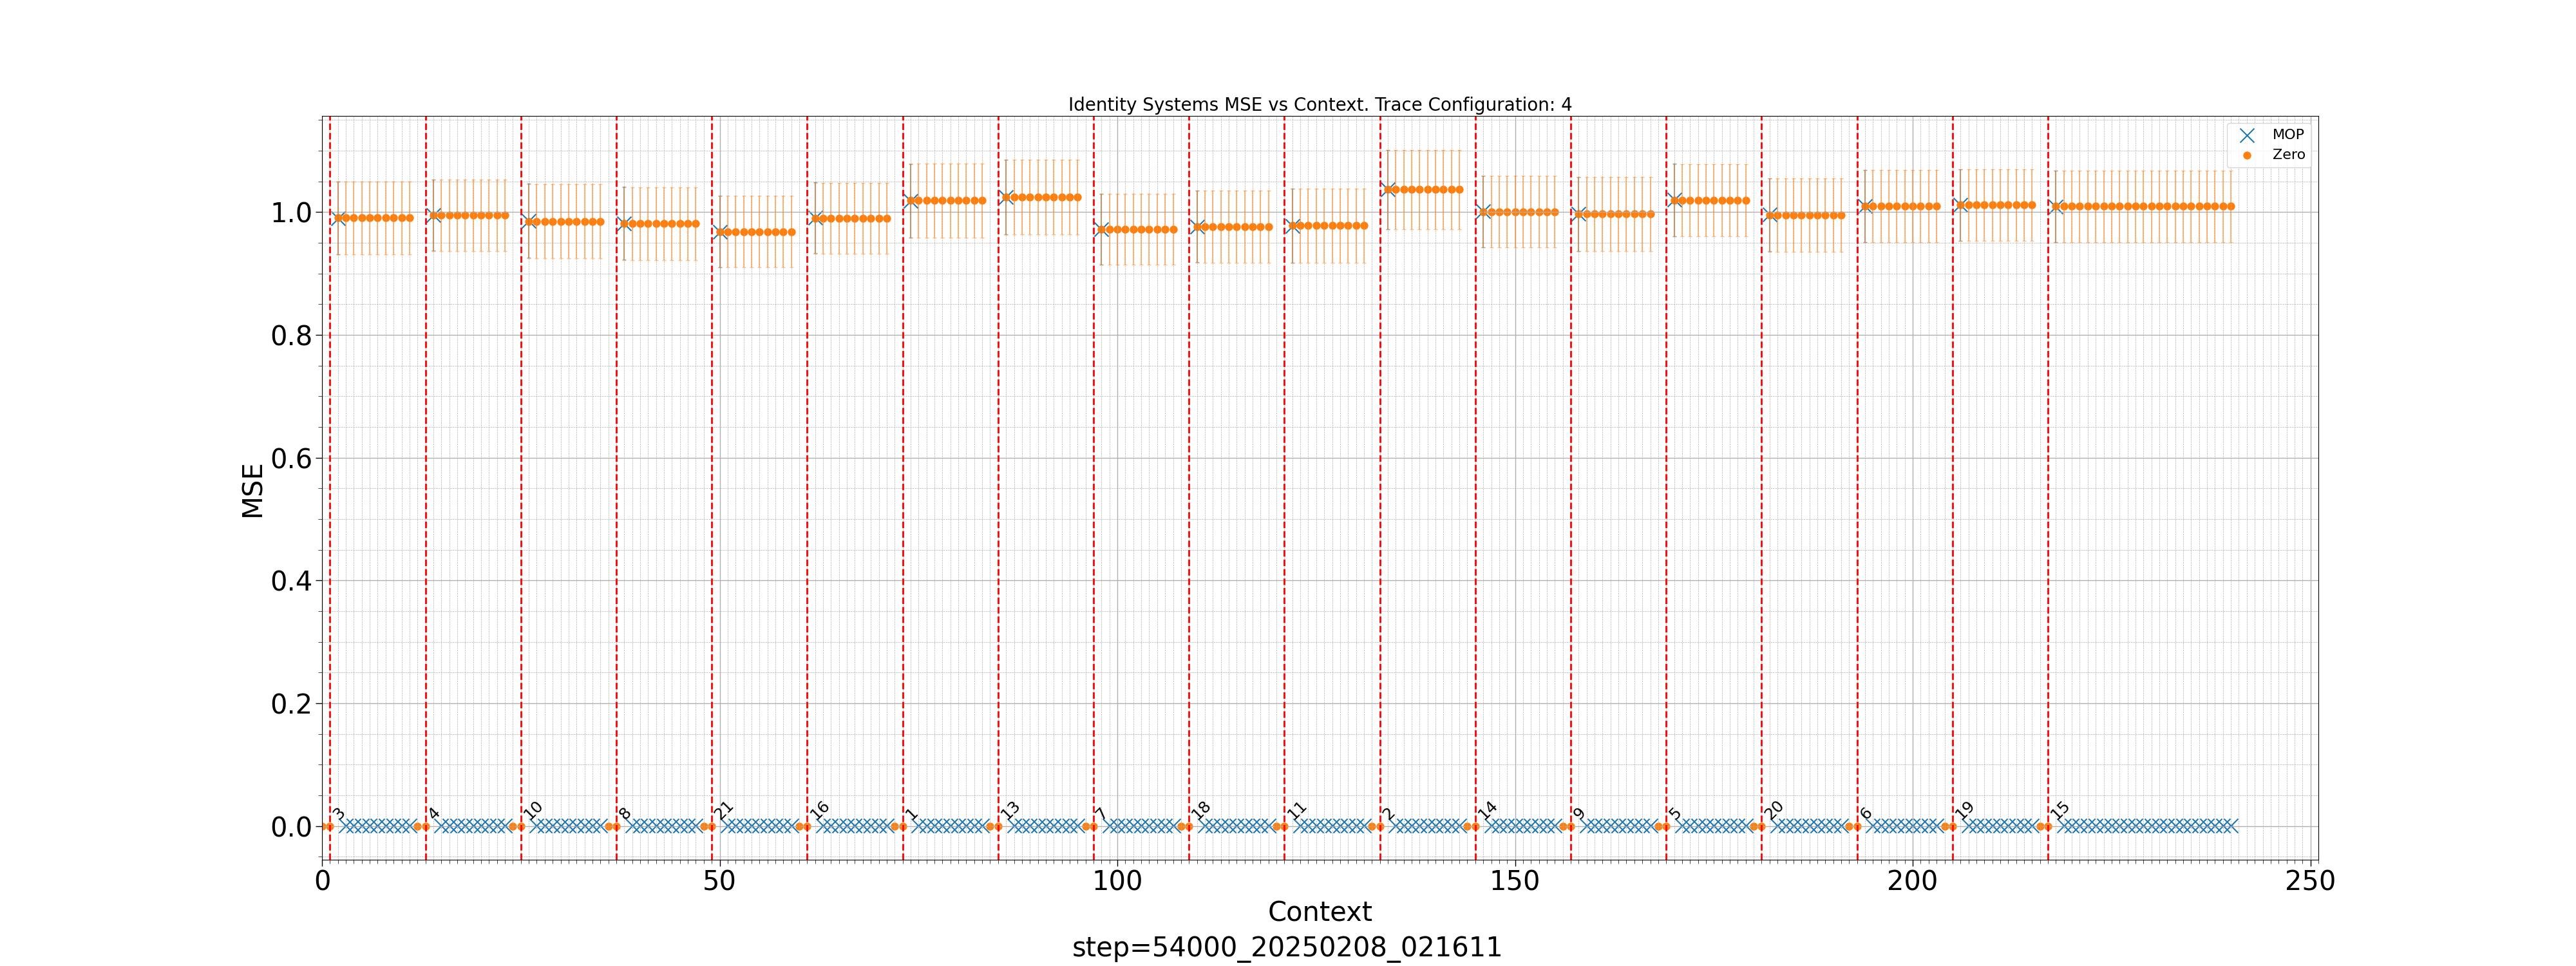 Identity Systems MSE vs Context. Trace Configuration: 4
MOP
Zero
1.0
0.8
0.6
0.4
0.2
0.0
MSE
3 4 10 8 21 16 1 13 7 18 11 2 14 9 5 20 6 19 15
0 50 100 150 200 250
Context
step=54000_20250208_021611